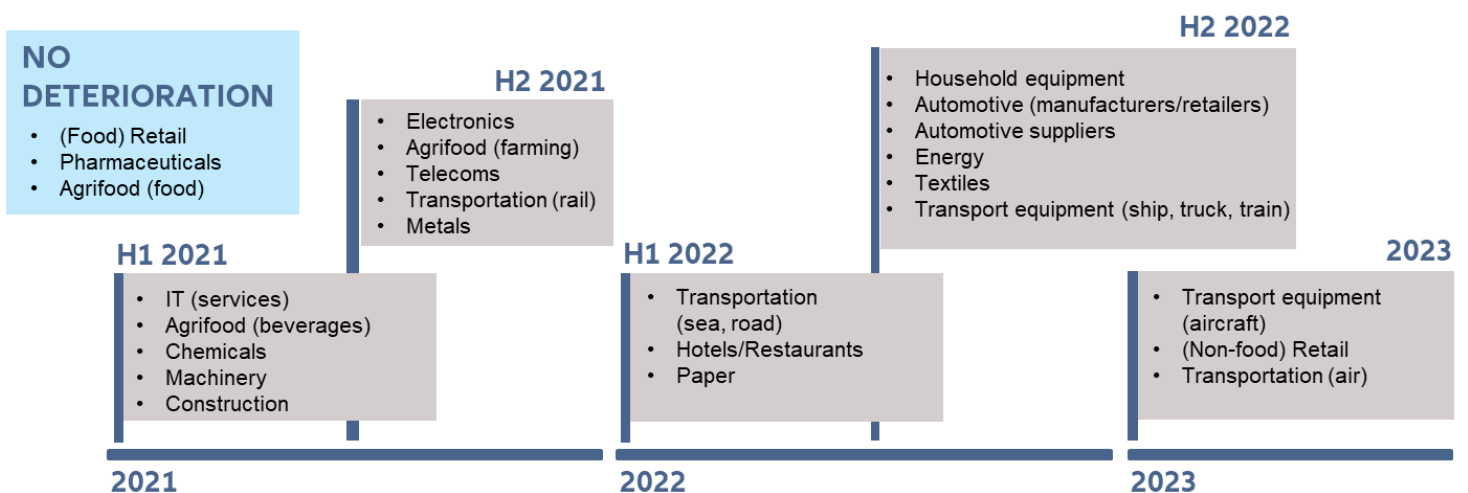 NO
DETERIORATION
• (Food) Retail
• Pharmaceuticals
• Agrifood (food)
H1 2021
• IT (services)
• Agrifood (beverages)
• Chemicals
• Machinery
• Construction
H2 2021
• Electronics
• Agrifood (farming)
• Telecoms
• Transportation (rail)
• Metals
H1 2022
• Transportation
(sea, road)
• Hotels/Restaurants
• Paper
H2 2022
• Household equipment
• Automotive (manufacturers/retailers)
• Automotive suppliers
• Energy
• Textiles
• Transport equipment (ship, truck, train)
2023
• Transport equipment
(aircraft)
• (Non-food) Retail
• Transportation (air)
2021
2022
2023